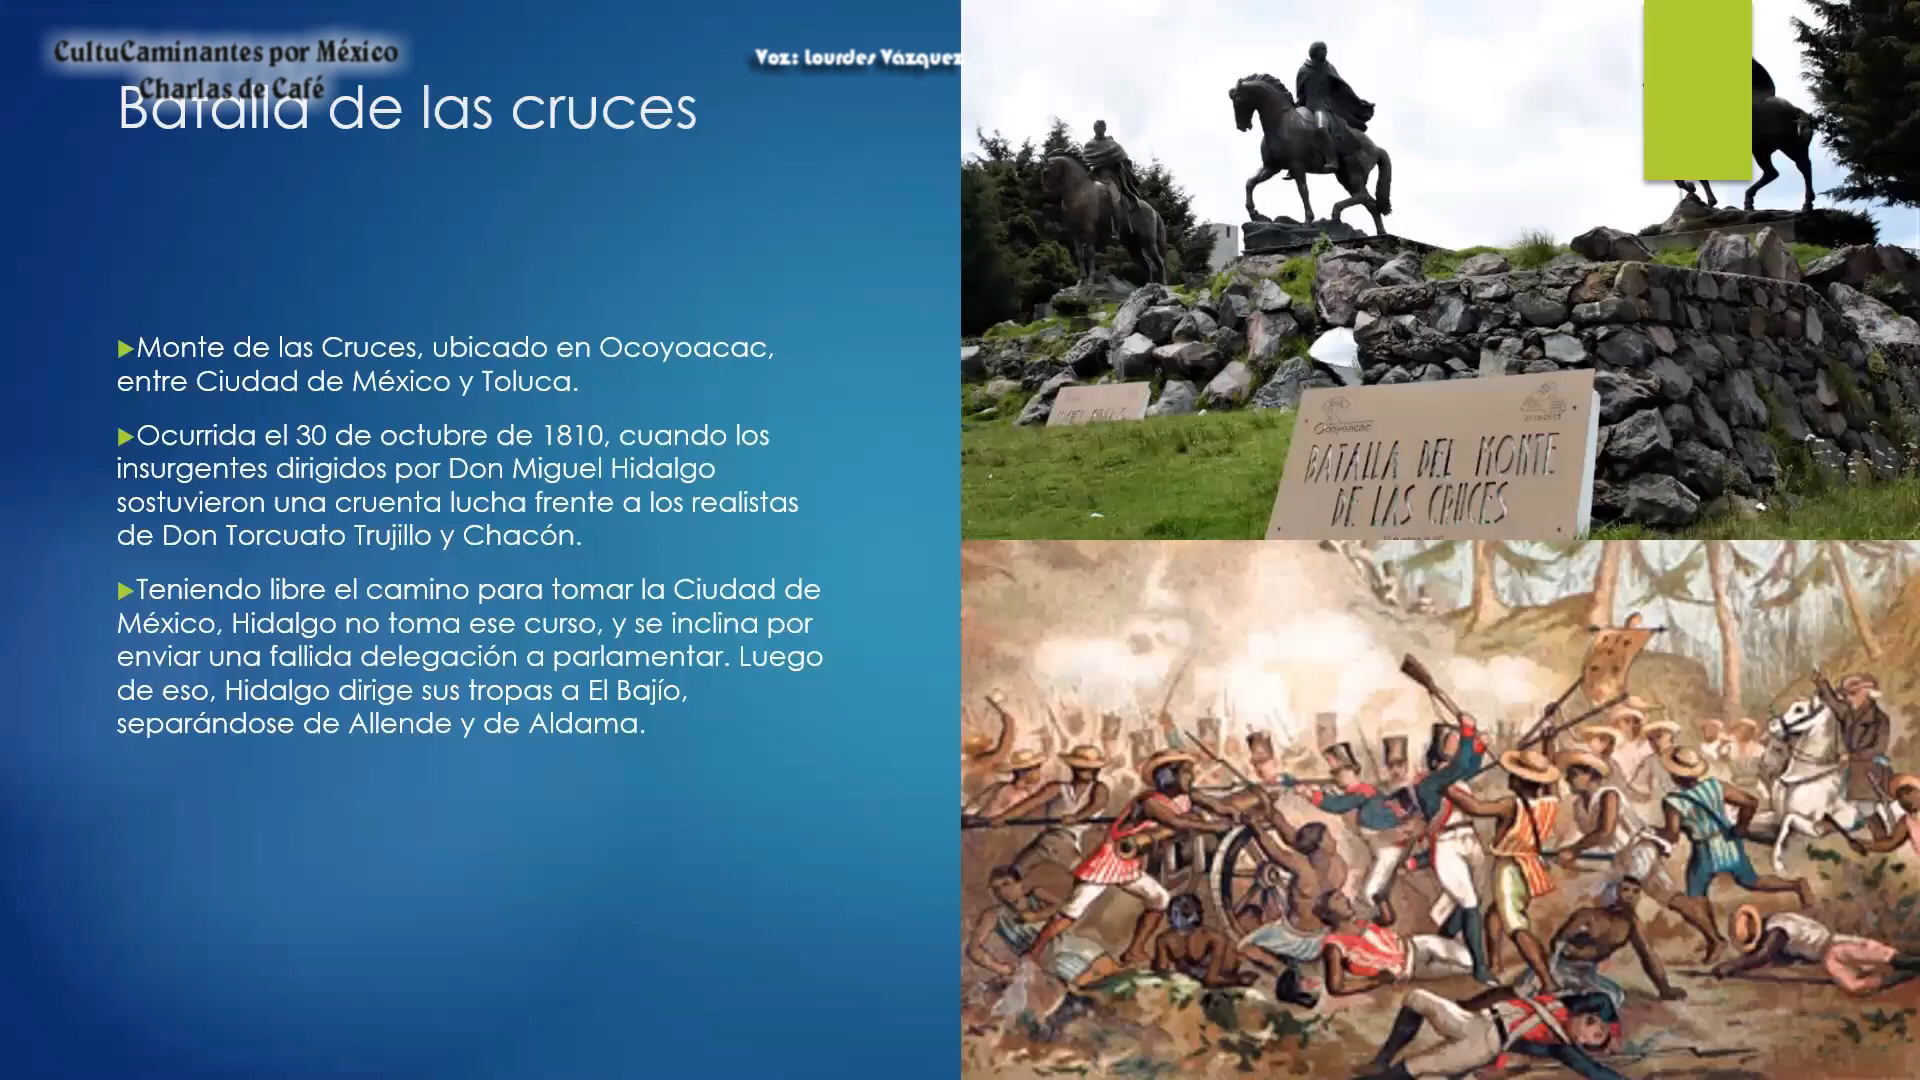 CultuCaminantes por México
Charlas de Café
Voz: Lourdes Vázquez
Batalla de las cruces
Monte de las Cruces, ubicado en Ocoyoacac,
entre Ciudad de México y Toluca.
Ocurrida el 30 de octubre de 1810, cuando los
insurgentes dirigidos por Don Miguel Hidalgo
sostuvieron una cruenta lucha frente a los realistas
de Don Torcuato Trujillo y Chacón.
Teniendo libre el camino para tomar la Ciudad de
México, Hidalgo no toma ese curso, y se inclina por
enviar una fallida delegación a parlamentar. Luego
de eso, Hidalgo dirige sus tropas a El Bajío,
separándose de Allende y de Aldama.
Ocoyoacac
BATALLA DEL MONTE
DE LAS CRUCES